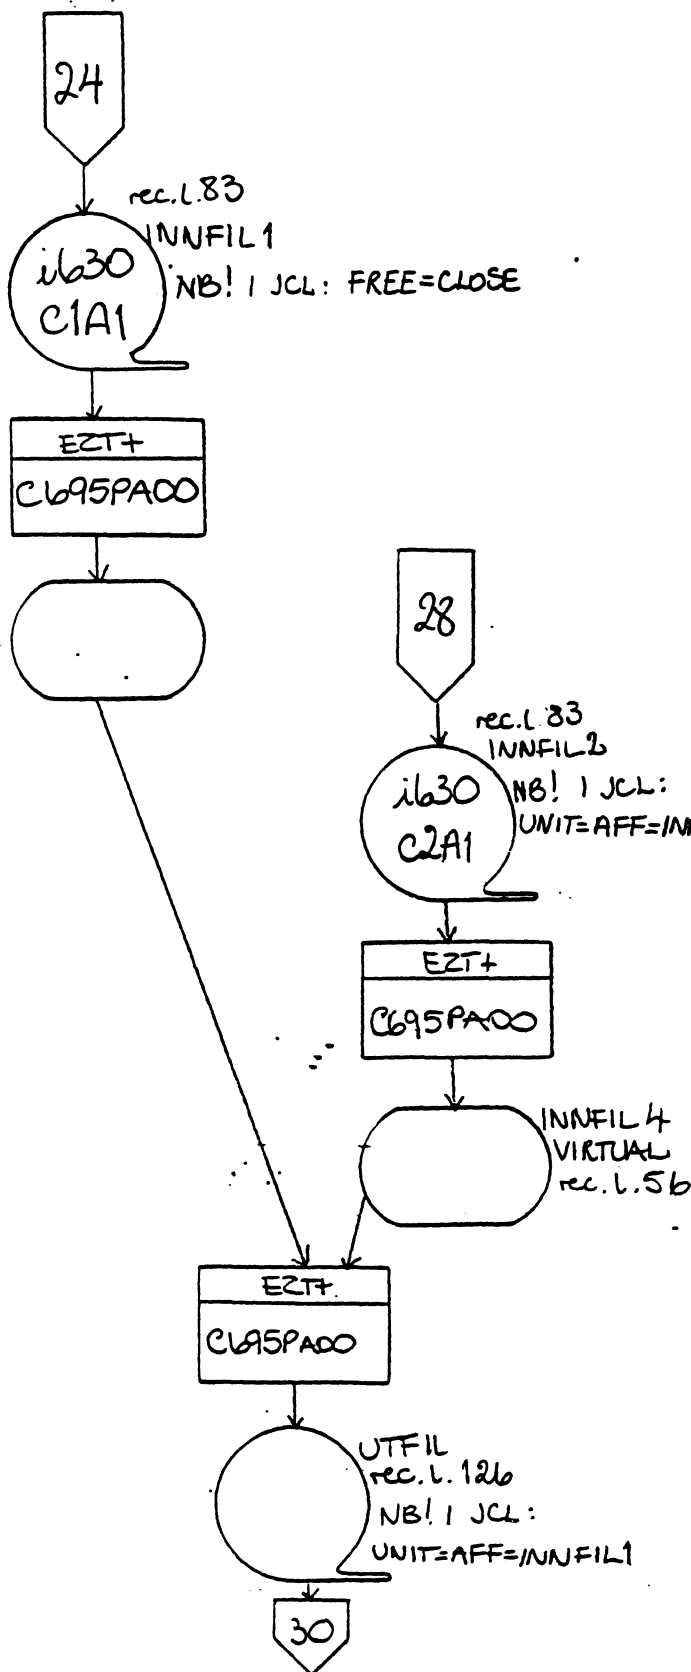 24
rec.l.83
INNFIL1
i630
C1A1
NB! I JCL: FREE=CLOSE
EZT+
C695PA00
28
rec.l.83
INNFIL2
i630
C2A1
NB! I JCL:
UNIT=AFF=IN
EZT+
C695PA00
INNFIL4
VIRTUAL
rec.l.56
EZT+
C695PA00
UTFIL
rec.l.126
NB! I JCL:
UNIT=AFF=INNFIL1
30